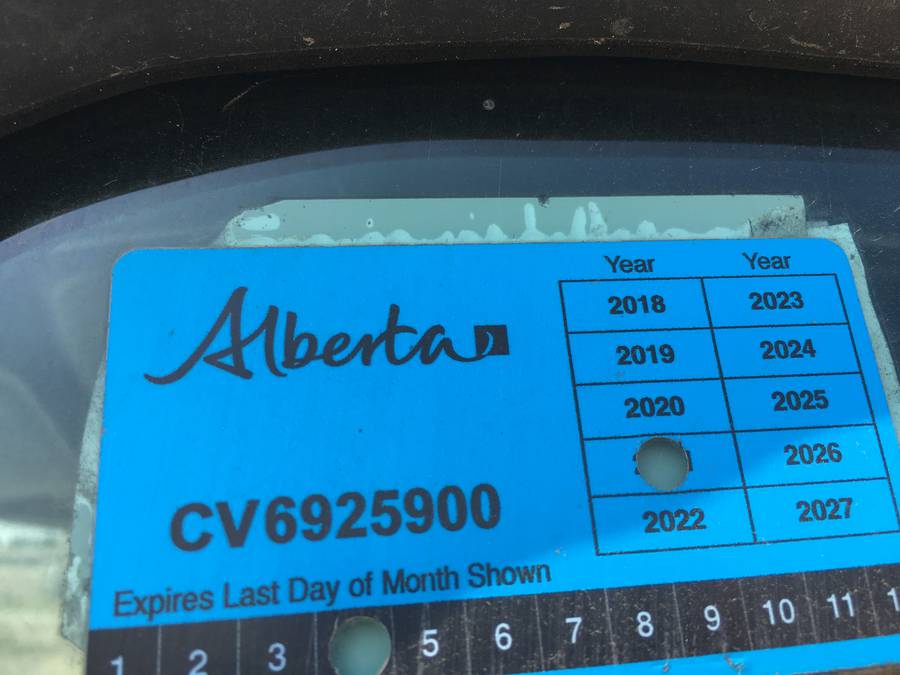 Alberta
Year Year
2018 2023
2019 2024
2020 2025
2026
2022 2027
CV6925900
Expires Last Day of Month Shown
1 2 3 5 6 7 8 9 10 11